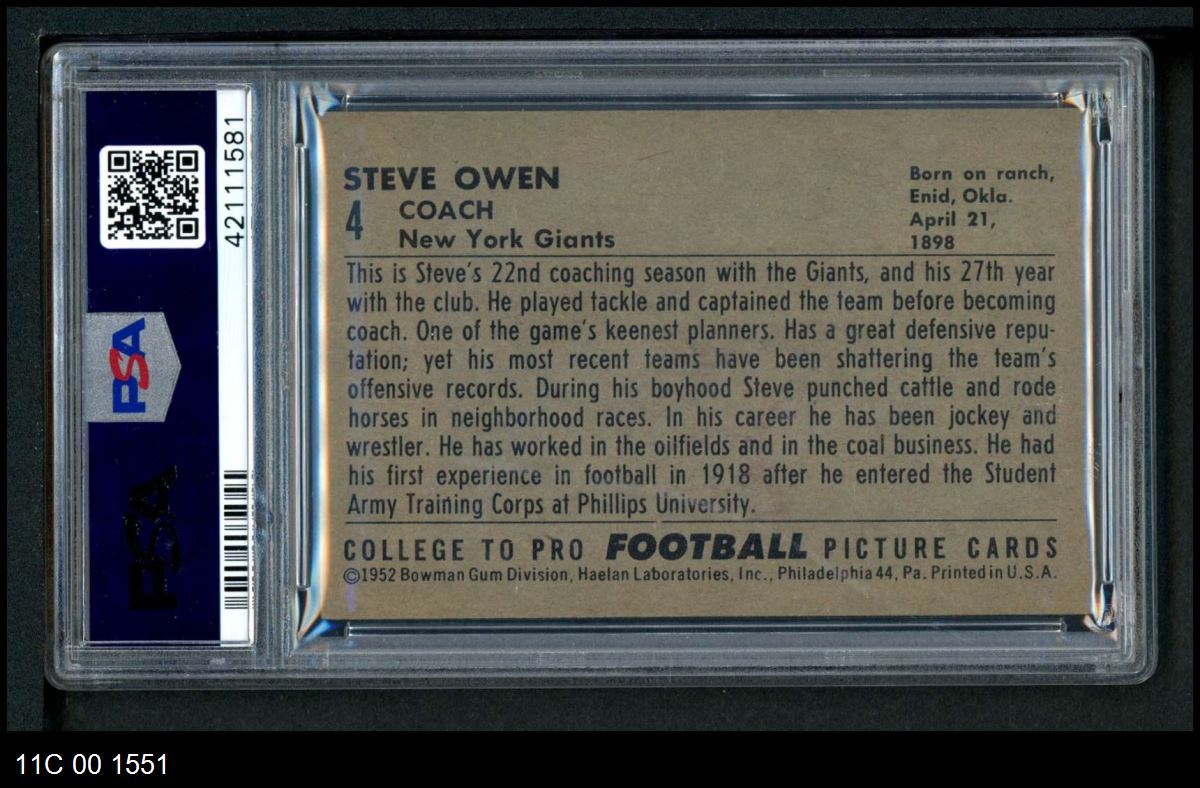 42111581
PSA
PSA
STEVE OWEN
4 COACH
New York Giants
Born on ranch,
Enid, Okla.
April 21,
1898
This is Steve's 22nd coaching season with the Giants, and his 27th year
with the club. He played tackle and captained the team before becoming
coach. One of the game's keenest planners. Has a great defensive repu-
tation; yet his most recent teams have been shattering the team's
offensive records. During his boyhood Steve punched cattle and rode
horses in neighborhood races. In his career he has been jockey and
wrestler. He has worked in the oilfields and in the coal business. He had
his first experience in football in 1918 after he entered the Student
Army Training Corps at Phillips University.
COLLEGE TO PRO FOOTBALL PICTURE CARDS
©1952 Bowman Gum Division, Haelan Laboratories, Inc., Philadelphia 44, Pa. Printed in U.S.A.
11C 00 1551